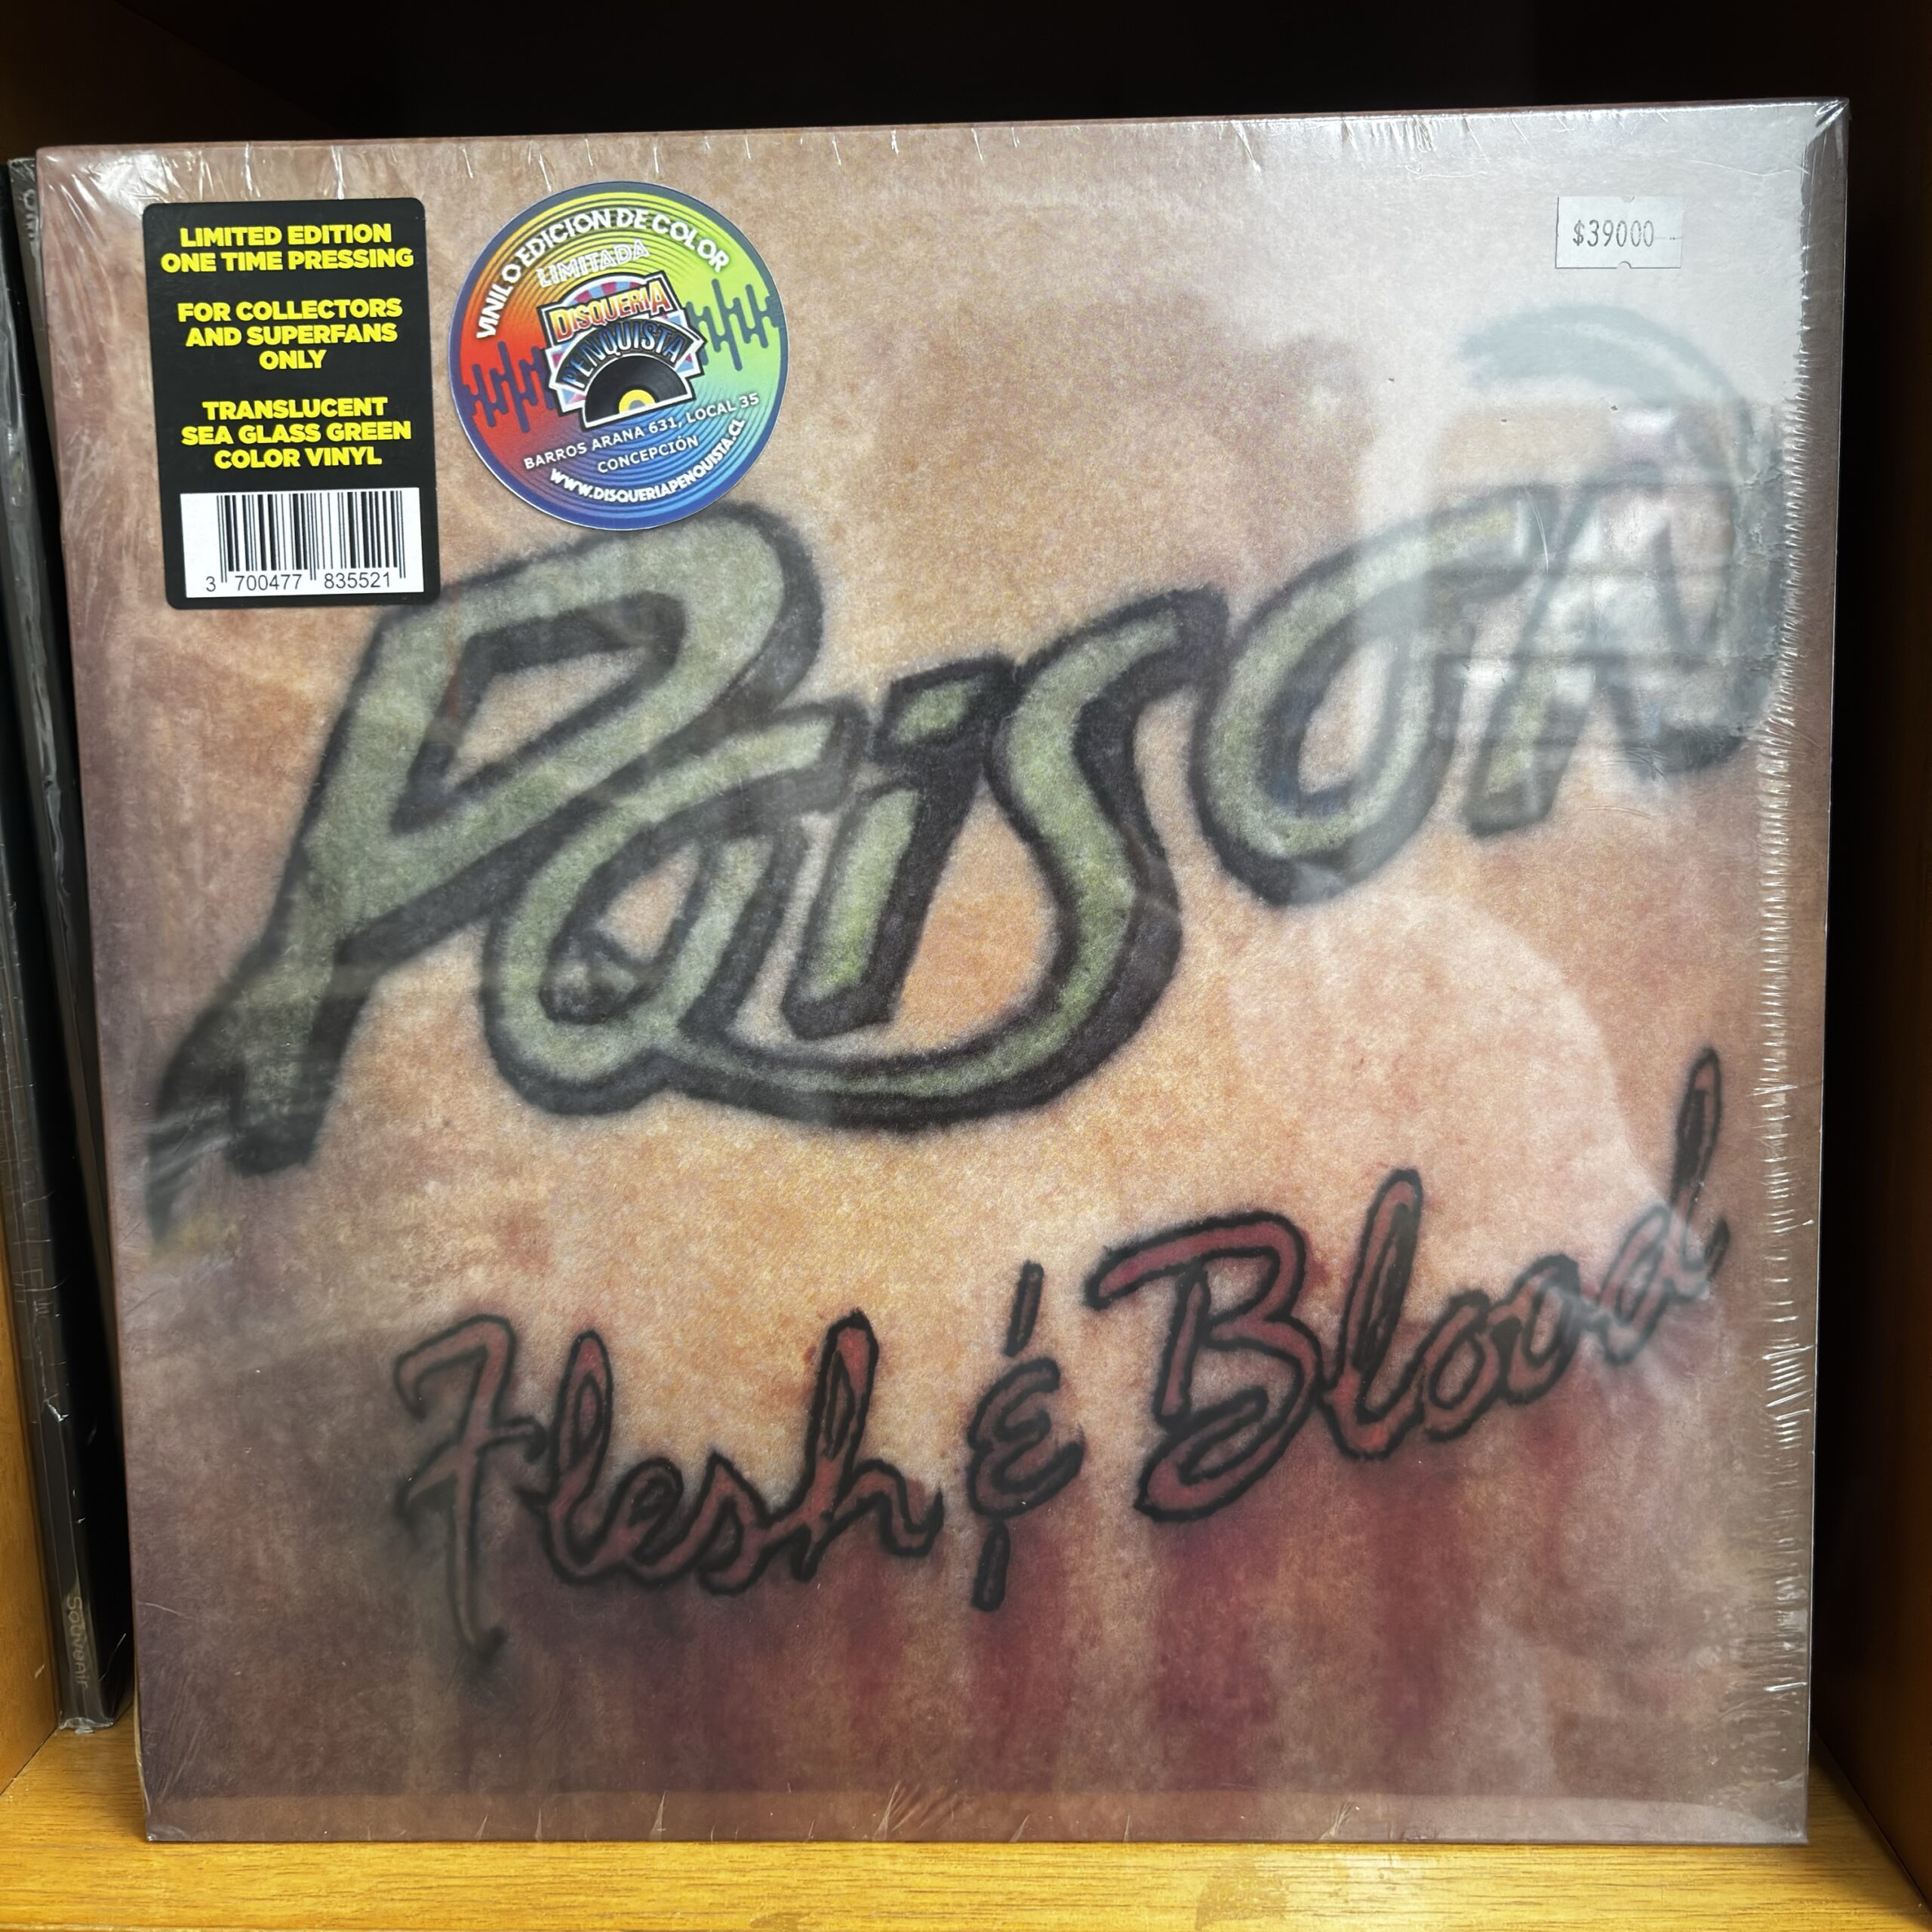 LIMITED EDITION
ONE TIME PRESSING
FOR COLLECTORS
AND SUPERFANS
ONLY
TRANSLUCENT
SEA GLASS GREEN
COLOR VINYL
3 700477 835521
VINILO EDICION DE COLOR
LIMITADA
DISQUERIA
PENQUISTA
BARROS ARANA 631, LOCAL 35
CONCEPCIÓN
WWW.DISQUERIAPENQUISTA.CL
$39000
Poison
Flesh & Blood
Souvenir